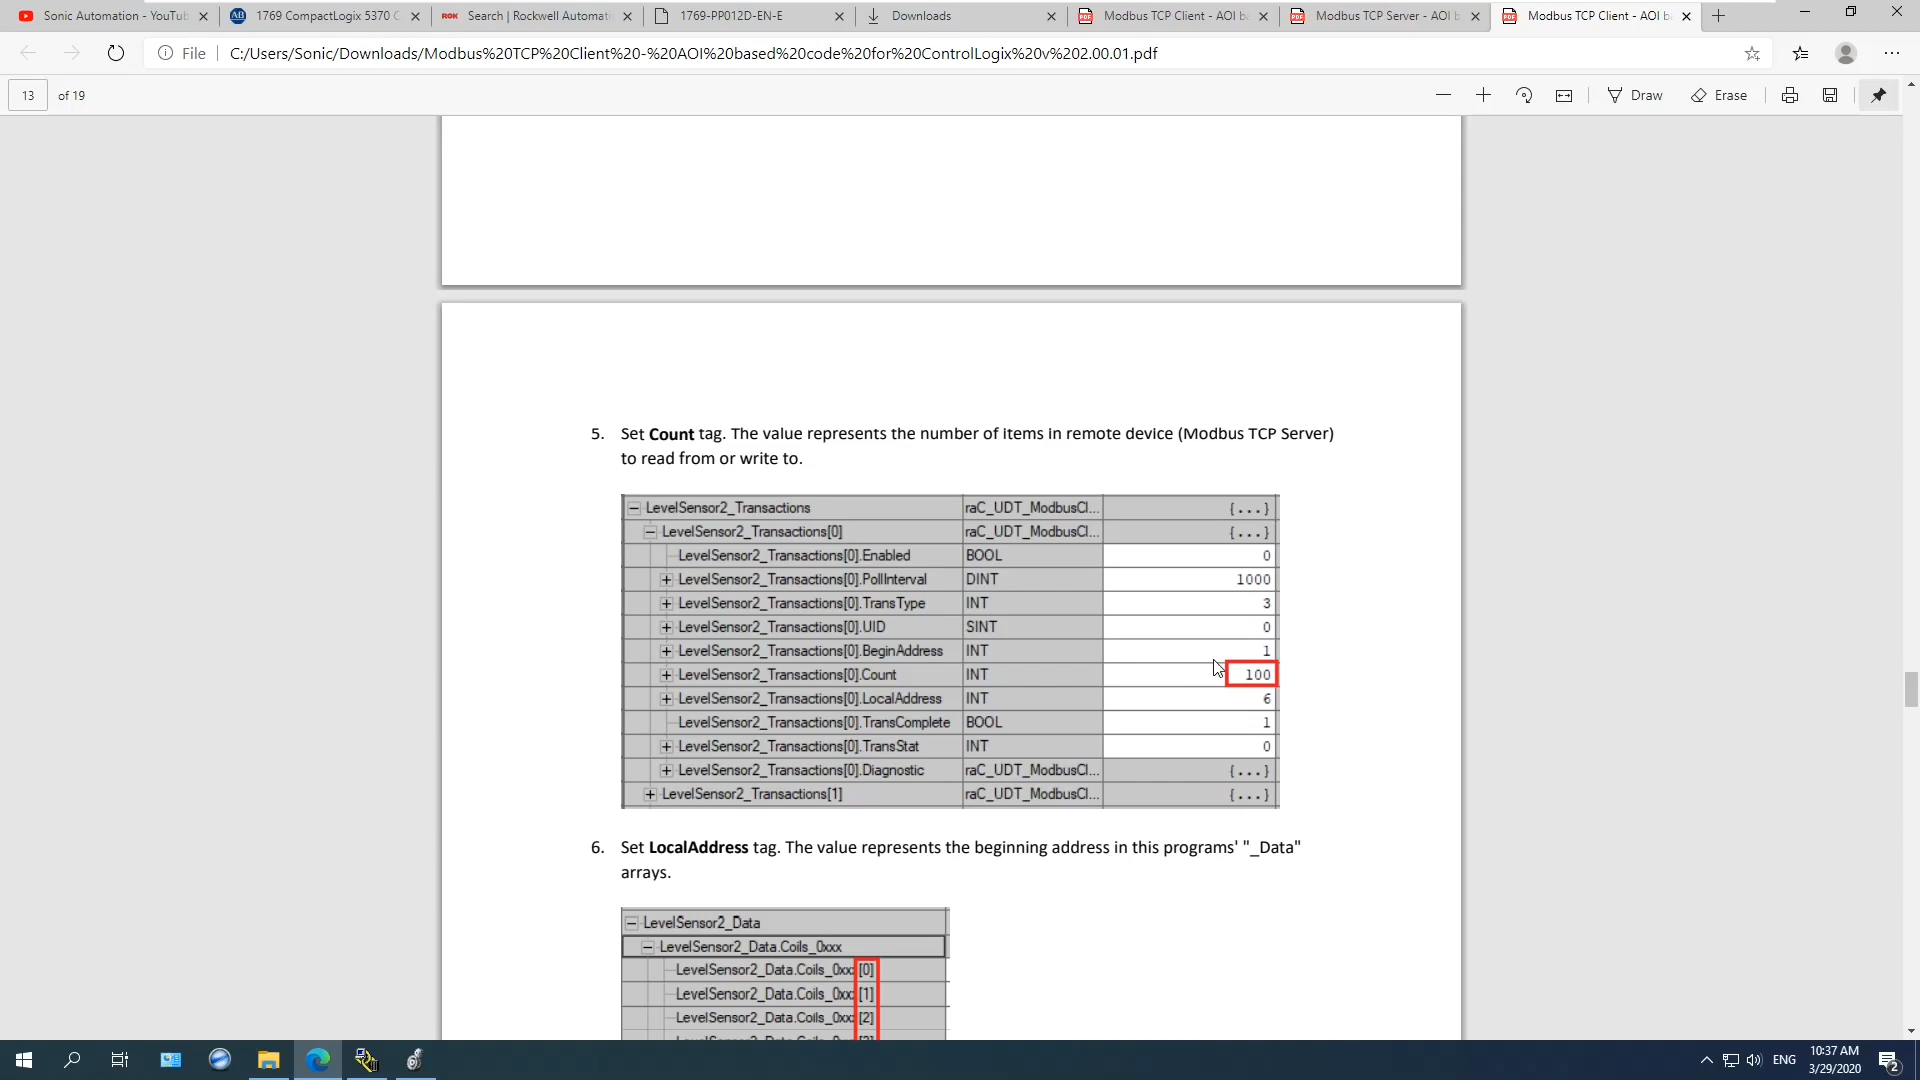 Sonic Automation - YouTub
1769 CompactLogix 5370 C
ROK Search | Rockwell Automati
1769-PP012D-EN-E
Downloads
Modbus TCP Client - AOI ba
Modbus TCP Server - AOI b
Modbus TCP Client - AOI ba
File C:/Users/Sonic/Downloads/Modbus%20TCP%20Client%20-%20AOI%20based%20code%20for%20ControlLogix%20v%202.00.01.pdf
13 of 19
Draw
Erase
5. Set Count tag. The value represents the number of items in remote device (Modbus TCP Server)
to read from or write to.
LevelSensor2_Transactions raC_UDT_ModbusCl... {...}
LevelSensor2_Transactions[0] raC_UDT_ModbusCl... {...}
LevelSensor2_Transactions[0].Enabled BOOL 0
LevelSensor2_Transactions[0].PollInterval DINT 1000
LevelSensor2_Transactions[0].TransType INT 3
LevelSensor2_Transactions[0].UID SINT 0
LevelSensor2_Transactions[0].BeginAddress INT 1
LevelSensor2_Transactions[0].Count INT 100
LevelSensor2_Transactions[0].LocalAddress INT 6
LevelSensor2_Transactions[0].TransComplete BOOL 1
LevelSensor2_Transactions[0].TransStat INT 0
LevelSensor2_Transactions[0].Diagnostic raC_UDT_ModbusCl... {...}
LevelSensor2_Transactions[1] raC_UDT_ModbusCl... {...}
6. Set LocalAddress tag. The value represents the beginning address in this programs' "_Data"
arrays.
LevelSensor2_Data
LevelSensor2_Data.Coils_0xxx
LevelSensor2_Data.Coils_0xx [0]
LevelSensor2_Data.Coils_0xx [1]
LevelSensor2_Data.Coils_0xx [2]
ENG
10:37 AM
3/29/2020
2